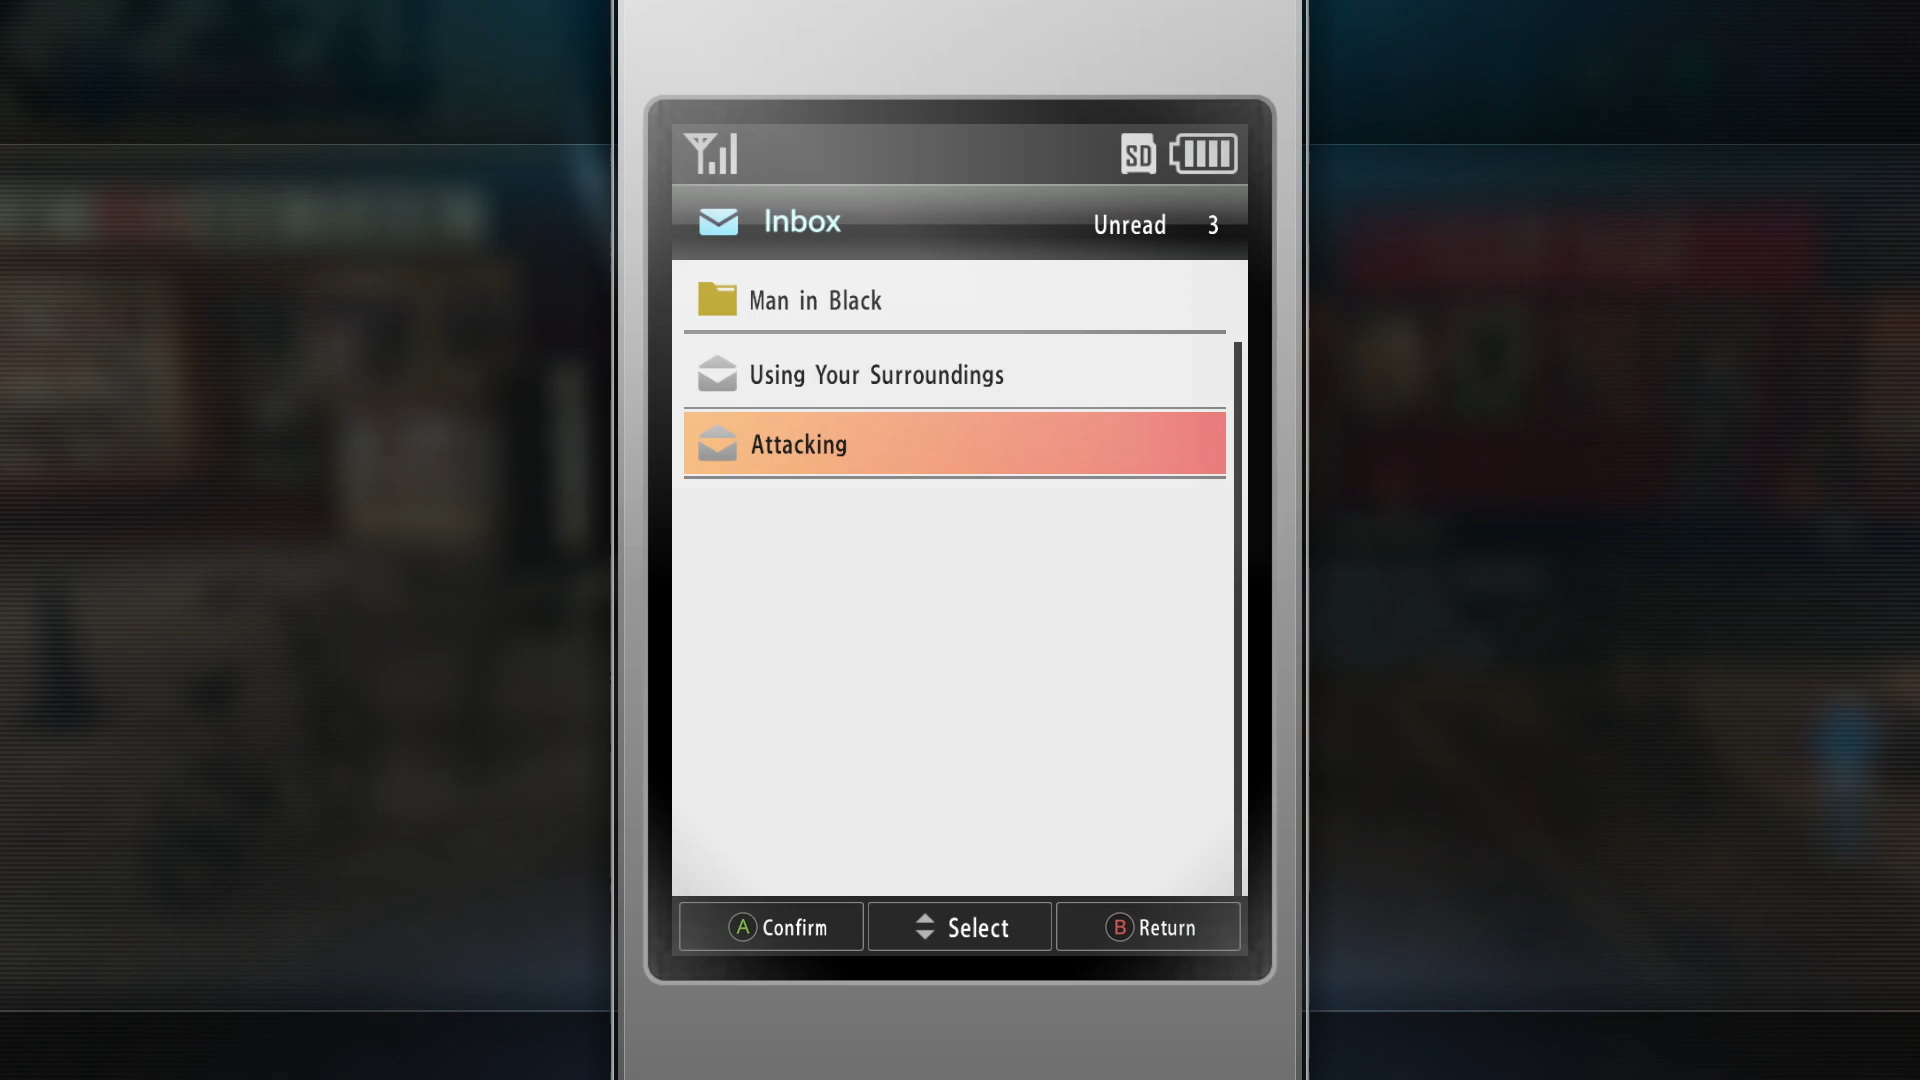 SD
Inbox
Unread 3
Man in Black
Using Your Surroundings
Attacking
A Confirm
Select
B Return